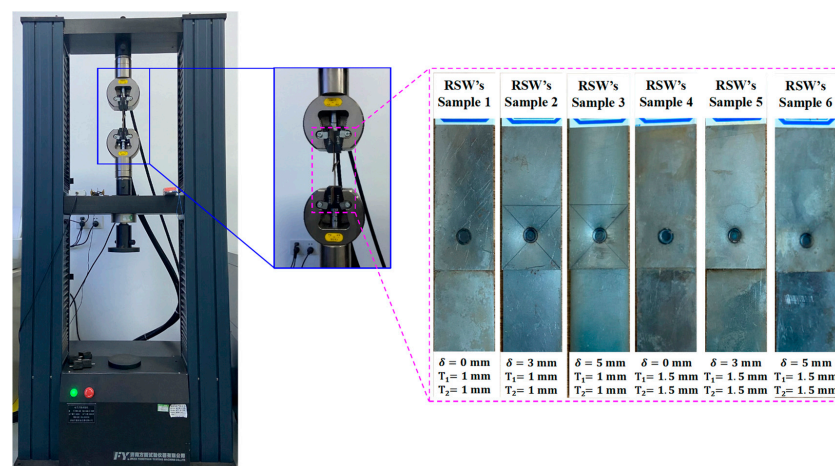 RSW's
Sample 1
RSW's
Sample 2
RSW's
Sample 3
RSW's
Sample 4
RSW's
Sample 5
RSW's
Sample 6
δ = 0 mm
T₁= 1 mm
T₂= 1 mm
δ = 3 mm
T₁= 1 mm
T₂= 1 mm
δ = 5 mm
T₁= 1 mm
T₂= 1 mm
δ = 0 mm
T₁= 1.5 mm
T₂= 1.5 mm
δ = 3 mm
T₁= 1.5 mm
T₂= 1.5 mm
δ = 5 mm
T₁= 1.5 mm
T₂= 1.5 mm
FY